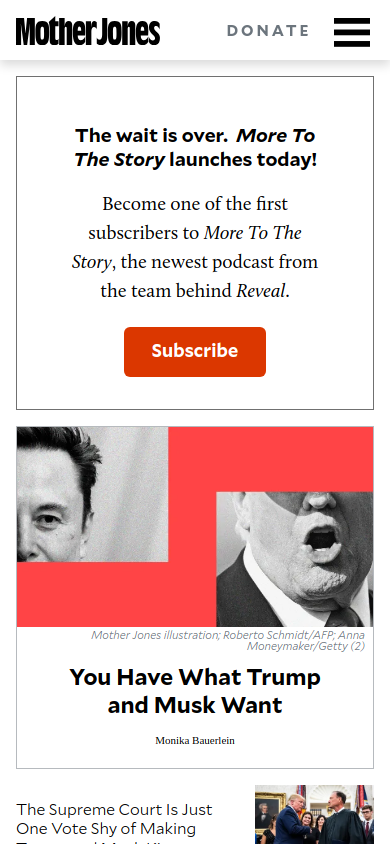 Mother Jones
DONATE
The wait is over. More To
The Story launches today!
Become one of the first
subscribers to More To The
Story, the newest podcast from
the team behind Reveal.
Subscribe
Mother Jones illustration; Roberto Schmidt/AFP; Anna
Moneymaker/Getty (2)
You Have What Trump
and Musk Want
Monika Bauerlein
The Supreme Court Is Just
One Vote Shy of Making